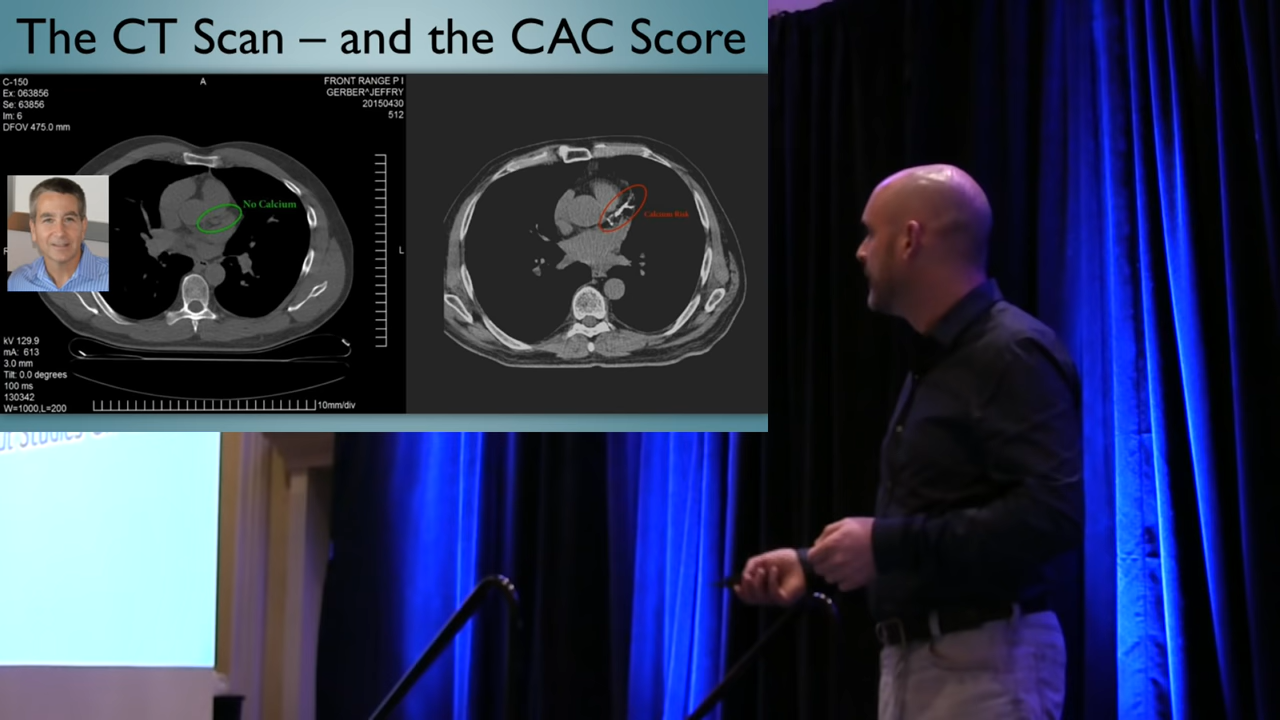 The CT Scan – and the CAC Score
C-150
Ex: 063856
Se: 63856
Im: 6
DFOV 475.0 mm
A
FRONT RANGE P I
GERBER^JEFFRY
20150430
512
No Calcium
Calcium Risk
R
L
kV 129.9
mA: 613
3.0 mm
Tilt: 0.0 degrees
100 ms
130342
W=1000,L=200
10mm/div
Studies